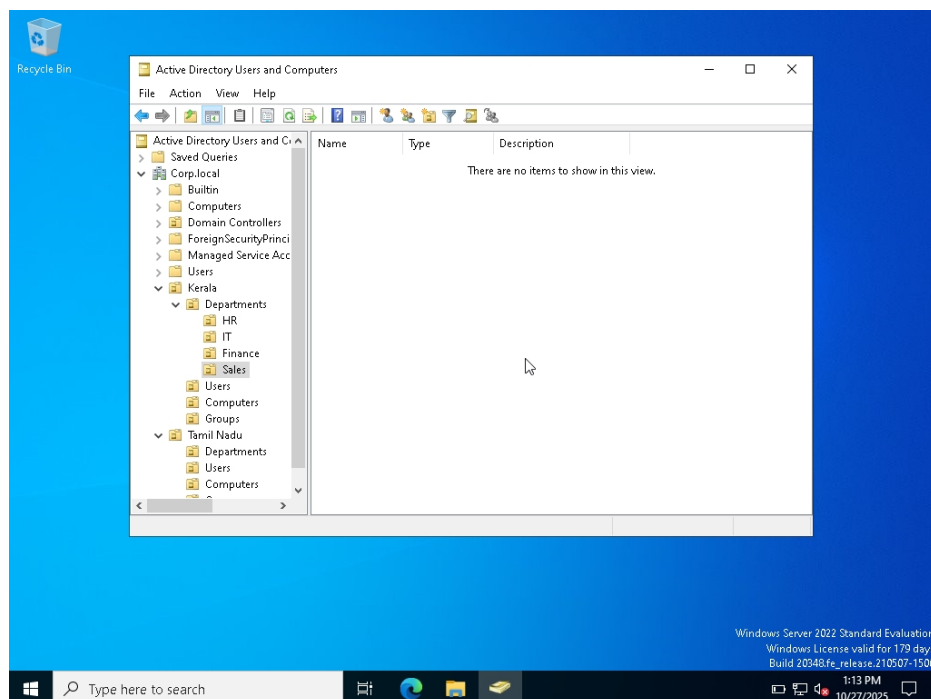 Recycle Bin
Active Directory Users and Computers
File Action View Help
Active Directory Users and C
Saved Queries
Corp.local
Builtin
Computers
Domain Controllers
ForeignSecurityPrinci
Managed Service Acc
Users
Kerala
Departments
HR
IT
Finance
Sales
Users
Computers
Groups
Tamil Nadu
Departments
Users
Computers
Name Type Description
There are no items to show in this view.
Windows Server 2022 Standard Evaluation
Windows License valid for 179 day
Build 20348.fe_release.210507-150
Type here to search
1:13 PM
10/27/2025